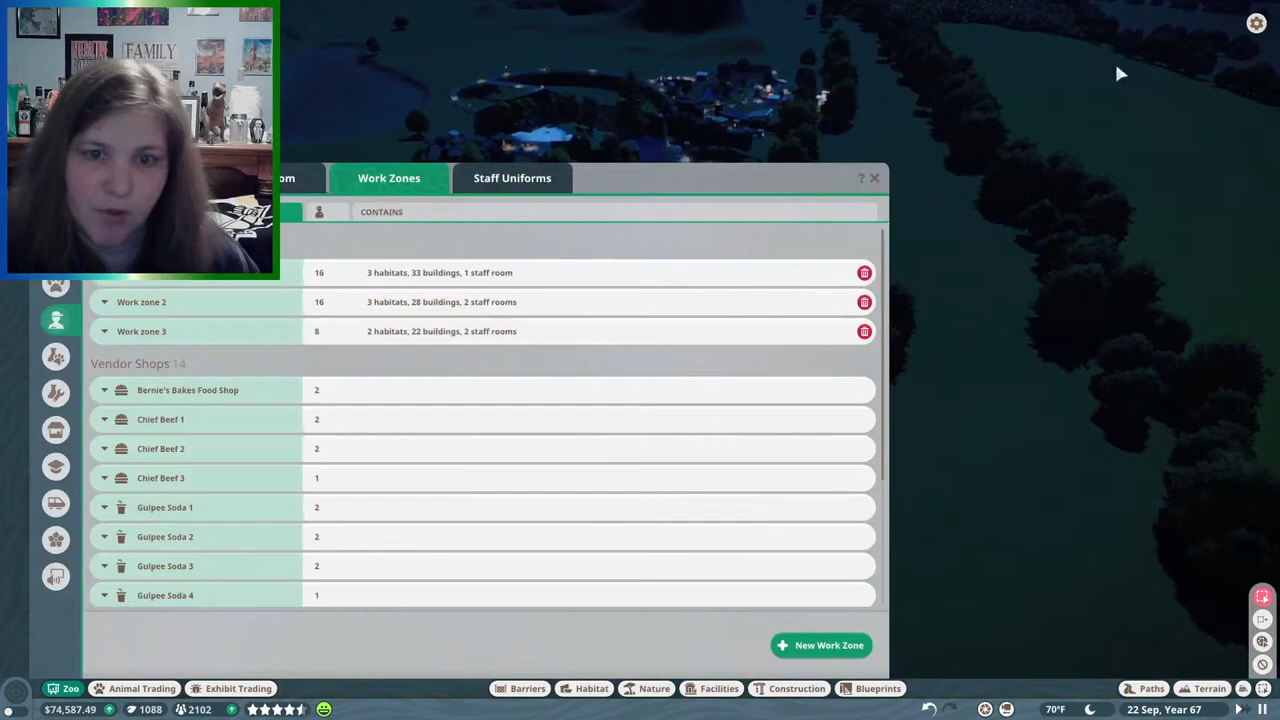 FAMILY
om
Work Zones
Staff Uniforms
?
CONTAINS
16
3 habitats, 33 buildings, 1 staff room
Work zone 2
16
3 habitats, 28 buildings, 2 staff rooms
Work zone 3
8
2 habitats, 22 buildings, 2 staff rooms
Vendor Shops 14
Bernie's Bakes Food Shop
2
Chief Beef 1
2
Chief Beef 2
2
Chief Beef 3
1
Gulpee Soda 1
2
Gulpee Soda 2
2
Gulpee Soda 3
2
Gulpee Soda 4
1
New Work Zone
Zoo
Animal Trading
Exhibit Trading
Barriers
Habitat
Nature
Facilities
Construction
Blueprints
Paths
Terrain
$74,587.49
1088
2102
70°F
22 Sep, Year 67